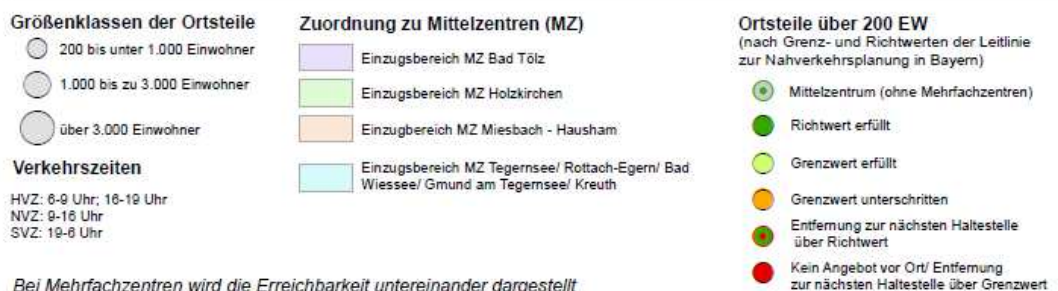 Größenklassen der Ortsteile
200 bis unter 1.000 Einwohner
1.000 bis zu 3.000 Einwohner
über 3.000 Einwohner
Verkehrszeiten
HVZ: 6-9 Uhr; 16-19 Uhr
NVZ: 9-16 Uhr
SVZ: 19-6 Uhr
Zuordnung zu Mittelzentren (MZ)
Einzugsbereich MZ Bad Tölz
Einzugsbereich MZ Holzkirchen
Einzugbereich MZ Miesbach - Hausham
Einzugsbereich MZ Tegernsee/ Rottach-Egern/ Bad
Wiessee/ Gmund am Tegernsee/ Kreuth
Ortsteile über 200 EW
(nach Grenz- und Richtwerten der Leitlinie
zur Nahverkehrsplanung in Bayern)
Mittelzentrum (ohne Mehrfachzentren)
Richtwert erfüllt
Grenzwert erfüllt
Grenzwert unterschritten
Entfernung zur nächsten Haltestelle
über Richtwert
Kein Angebot vor Ort/ Entfernung
zur nächsten Haltestelle über Grenzwert
Bei Mehrfachzentren wird die Erreichbarkeit untereinander dargestellt